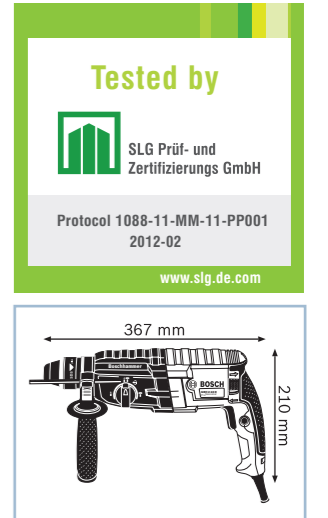 Tested by
SLG Prüf- und
Zertifizierungs GmbH
Protocol 1088-11-MM-11-PP001
2012-02
www.slg.de.com
367 mm
Boschhammer
BOSCH
210 mm